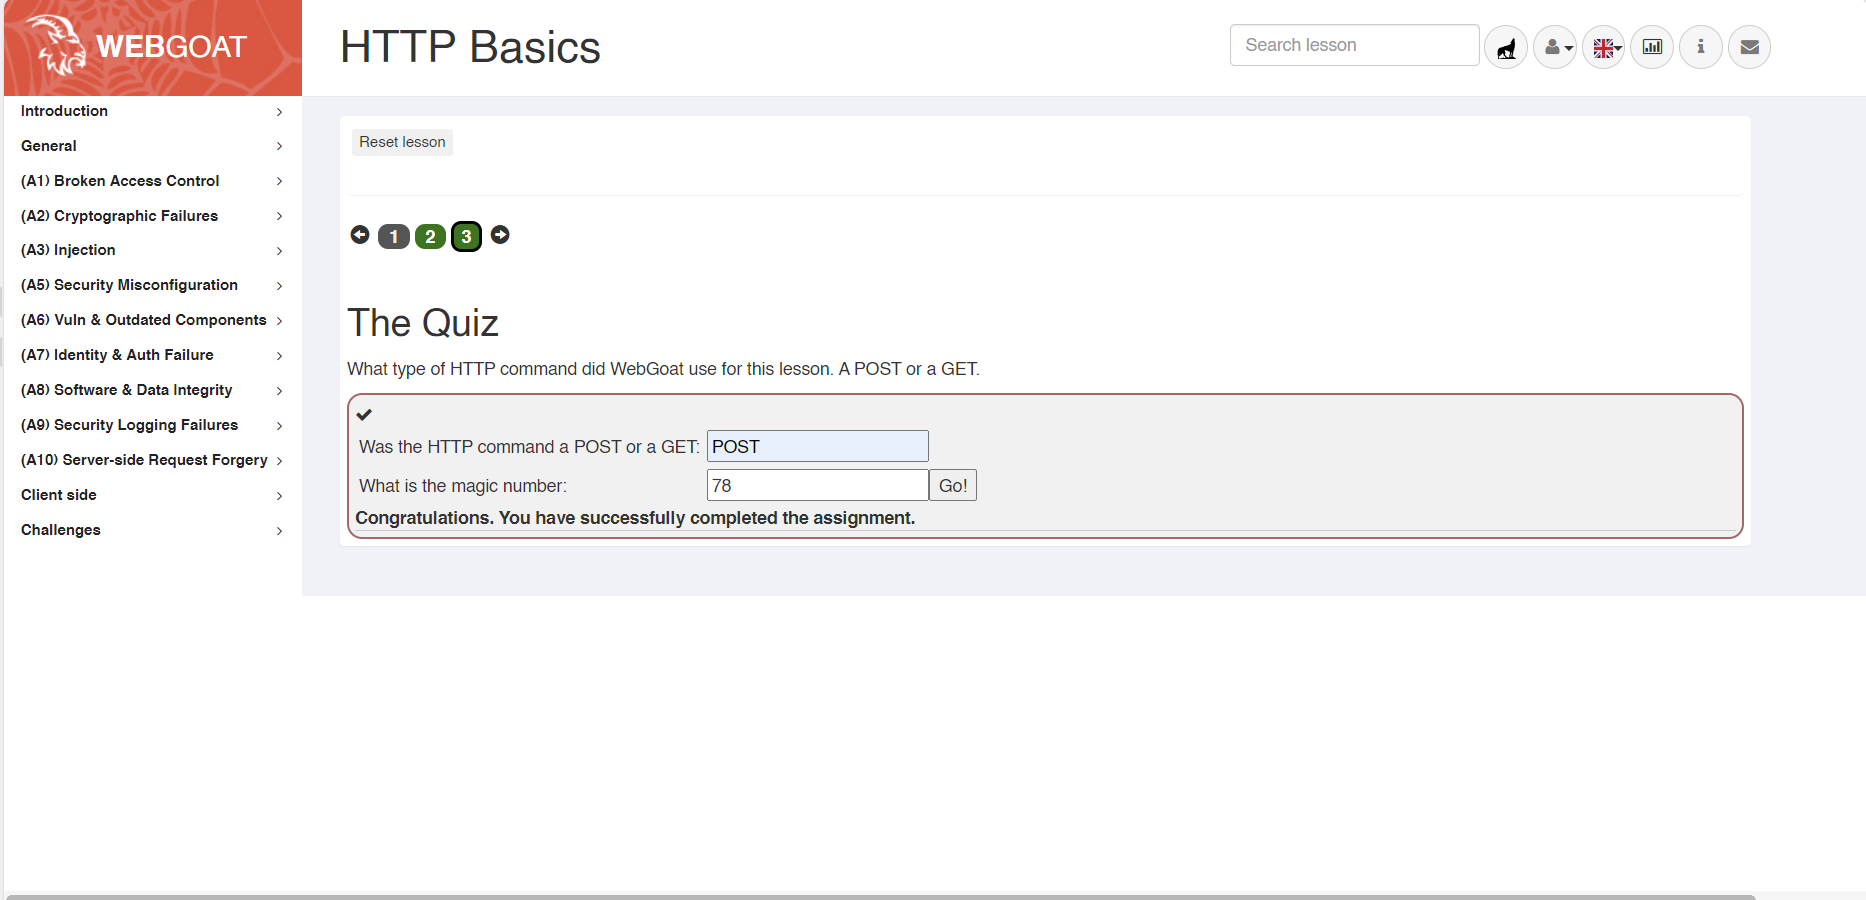 WEBGOAT
HTTP Basics
Search lesson
Introduction
General
(A1) Broken Access Control
(A2) Cryptographic Failures
(A3) Injection
(A5) Security Misconfiguration
(A6) Vuln & Outdated Components
(A7) Identity & Auth Failure
(A8) Software & Data Integrity
(A9) Security Logging Failures
(A10) Server-side Request Forgery
Client side
Challenges
Reset lesson
1 2 3
The Quiz
What type of HTTP command did WebGoat use for this lesson. A POST or a GET.
Was the HTTP command a POST or a GET: POST
What is the magic number: 78 Go!
Congratulations. You have successfully completed the assignment.